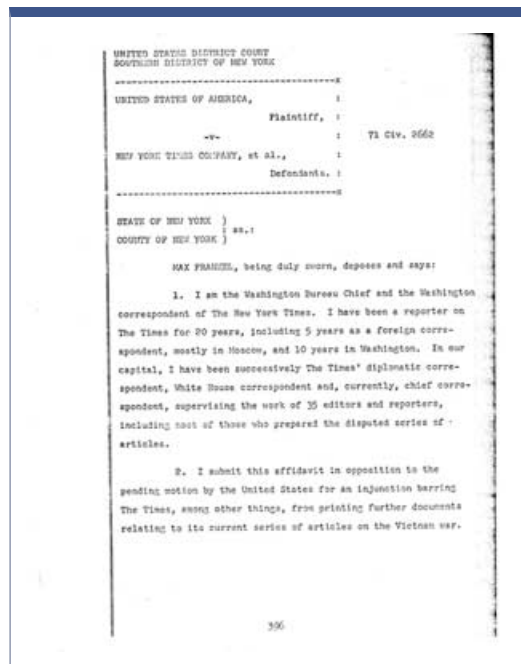 UNITED STATES DISTRICT COURT
SOUTHERN DISTRICT OF NEW YORK
----------------------------------------x
UNITED STATES OF AMERICA, :
Plaintiff, :
-v- : 71 Civ. 2662
NEW YORK TIMES COMPANY, et al., :
Defendants. :
----------------------------------------x
STATE OF NEW YORK )
: ss.:
COUNTY OF NEW YORK )
MAX FRANKEL, being duly sworn, deposes and says:
1. I am the Washington Bureau Chief and the Washington
correspondent of The New York Times. I have been a reporter on
The Times for 20 years, including 5 years as a foreign corre-
spondent, mostly in Moscow, and 10 years in Washington. In our
capital, I have been successively The Times' diplomatic corre-
spondent, White House correspondent and, currently, chief corre-
spondent, supervising the work of 35 editors and reporters,
including most of those who prepared the disputed series of
articles.
2. I submit this affidavit in opposition to the
pending motion by the United States for an injunction barring
The Times, among other things, from printing further documents
relating to its current series of articles on the Vietnam war.
396